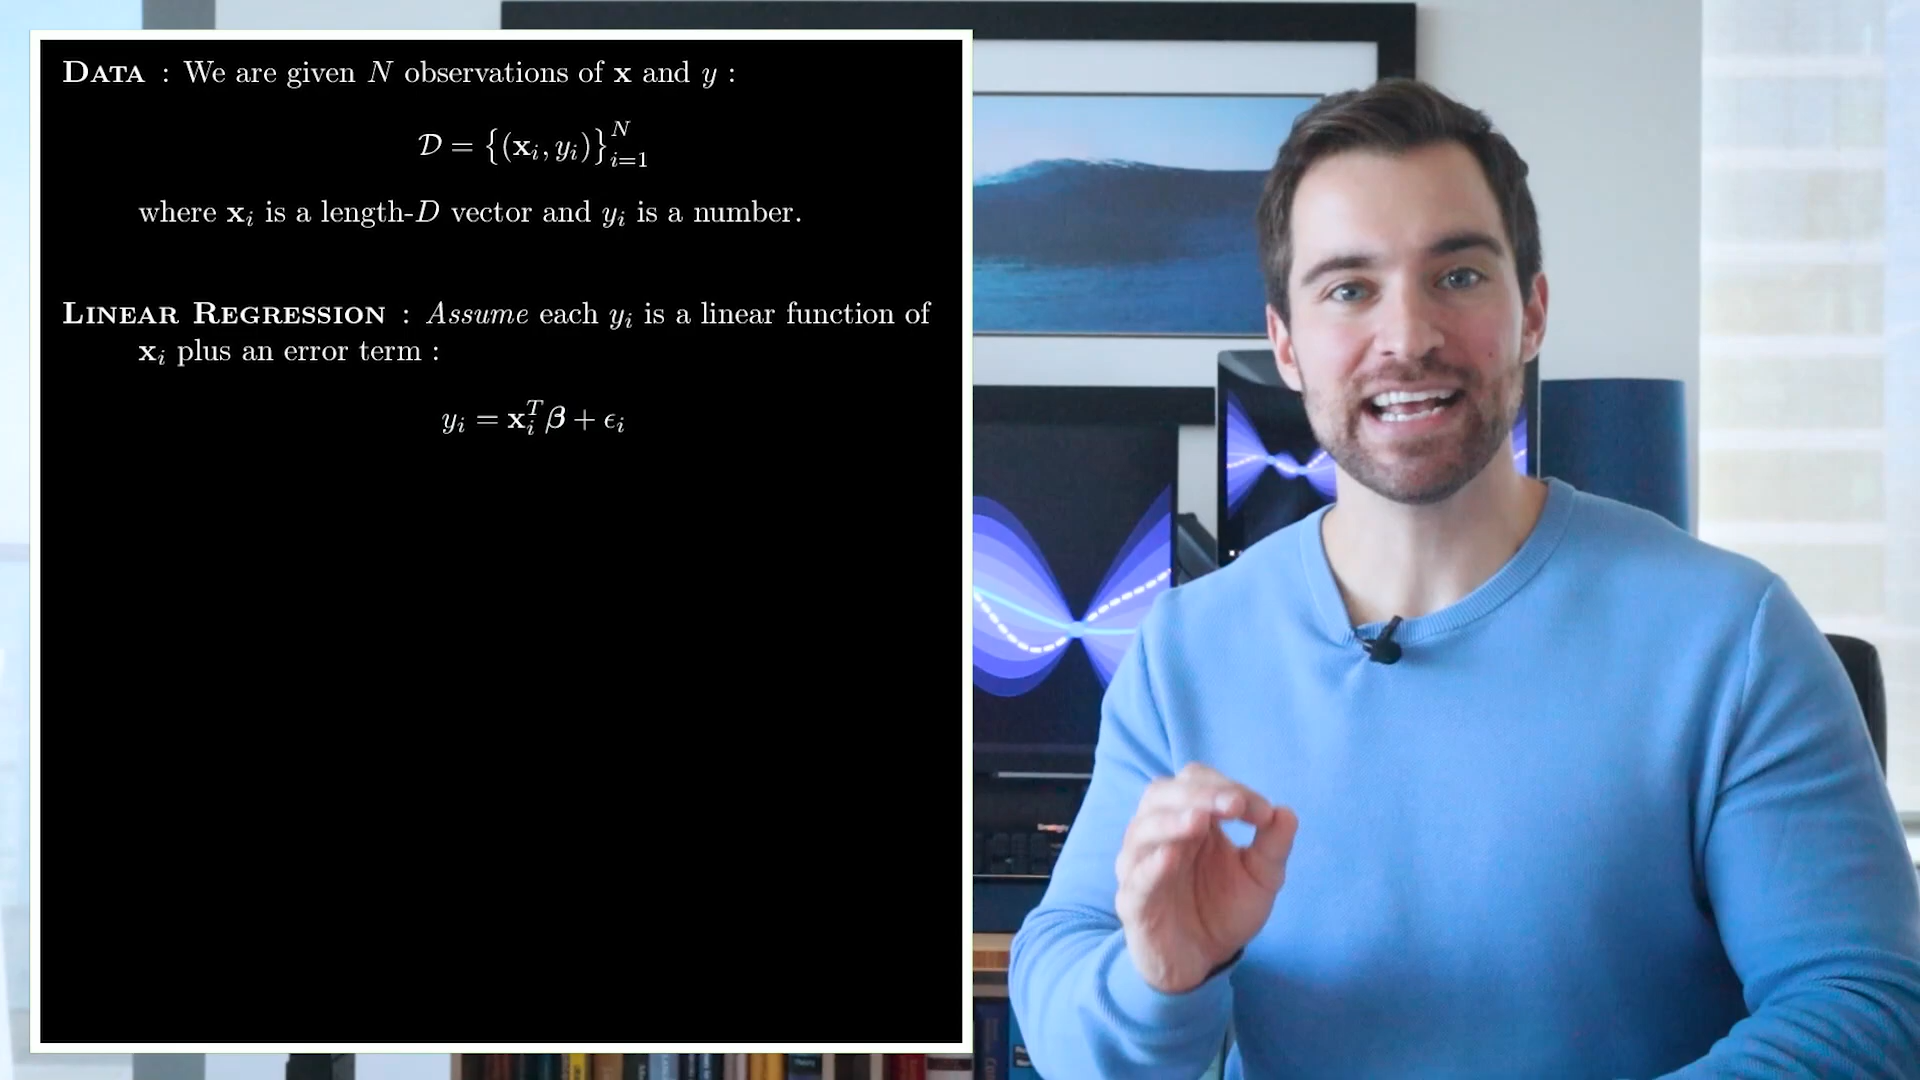 DATA : We are given N observations of x and y :
𝒟 = {(xᵢ, yᵢ)}ᵢ₌₁ᴺ
where xᵢ is a length-D vector and yᵢ is a number.
LINEAR REGRESSION : Assume each yᵢ is a linear function of
xᵢ plus an error term :
yᵢ = xᵢᵀβ + ϵᵢ